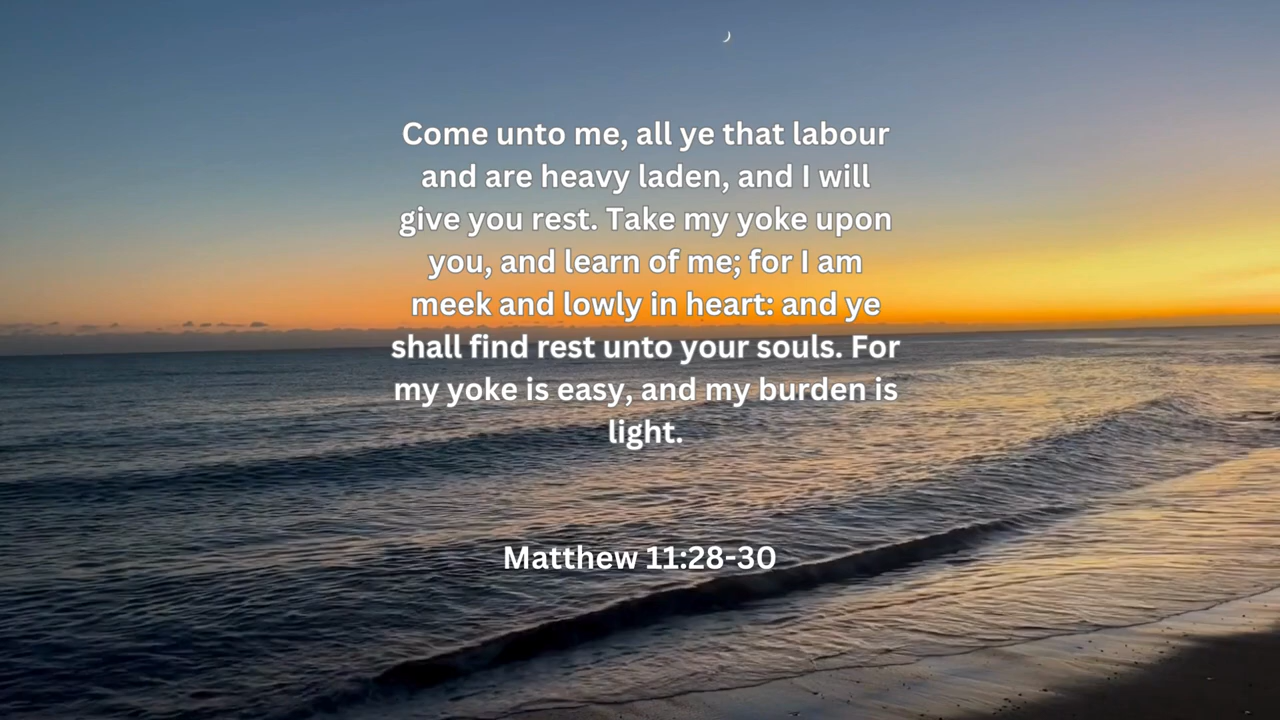 Come unto me, all ye that labour
and are heavy laden, and I will
give you rest. Take my yoke upon
you, and learn of me; for I am
meek and lowly in heart: and ye
shall find rest unto your souls. For
my yoke is easy, and my burden is
light.
Matthew 11:28-30